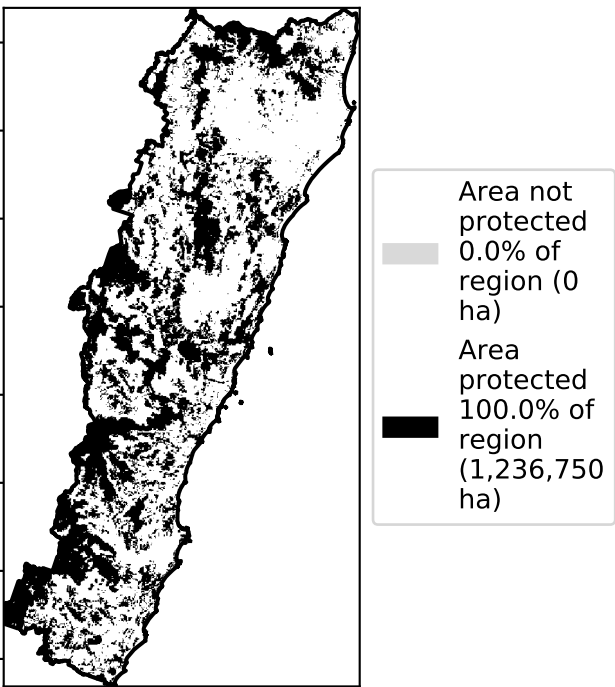 Area not
protected
0.0% of
region (0
ha)
Area
protected
100.0% of
region
(1,236,750
ha)